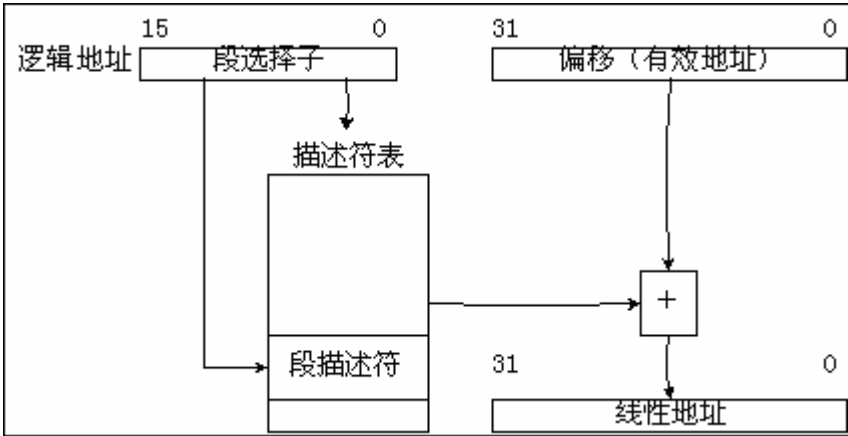 15 0 31 0
逻辑地址 段选择子 偏移（有效地址）
描述符表
+
段描述符 31 0
线性地址